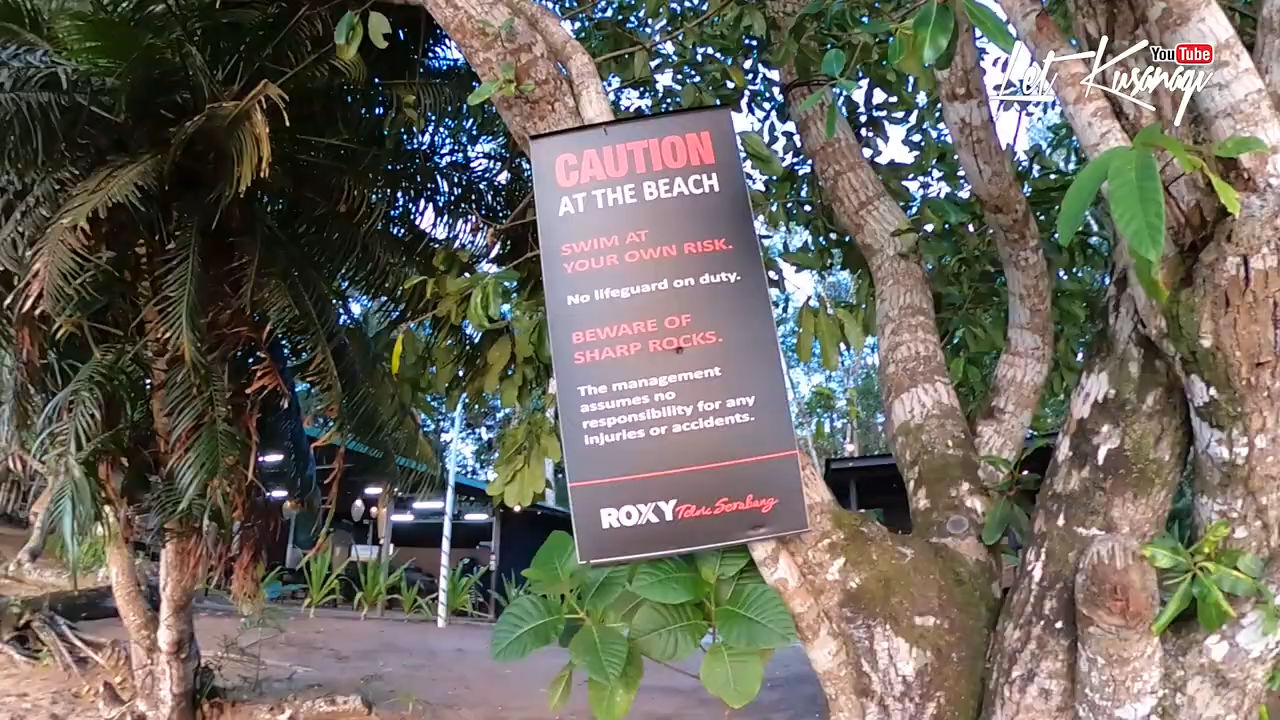 YouTube
Let Kusanagi
CAUTION
AT THE BEACH
SWIM AT
YOUR OWN RISK.
No lifeguard on duty.
BEWARE OF
SHARP ROCKS.
The management
assumes no
responsibility for any
injuries or accidents.
ROXY Teluk Serabang